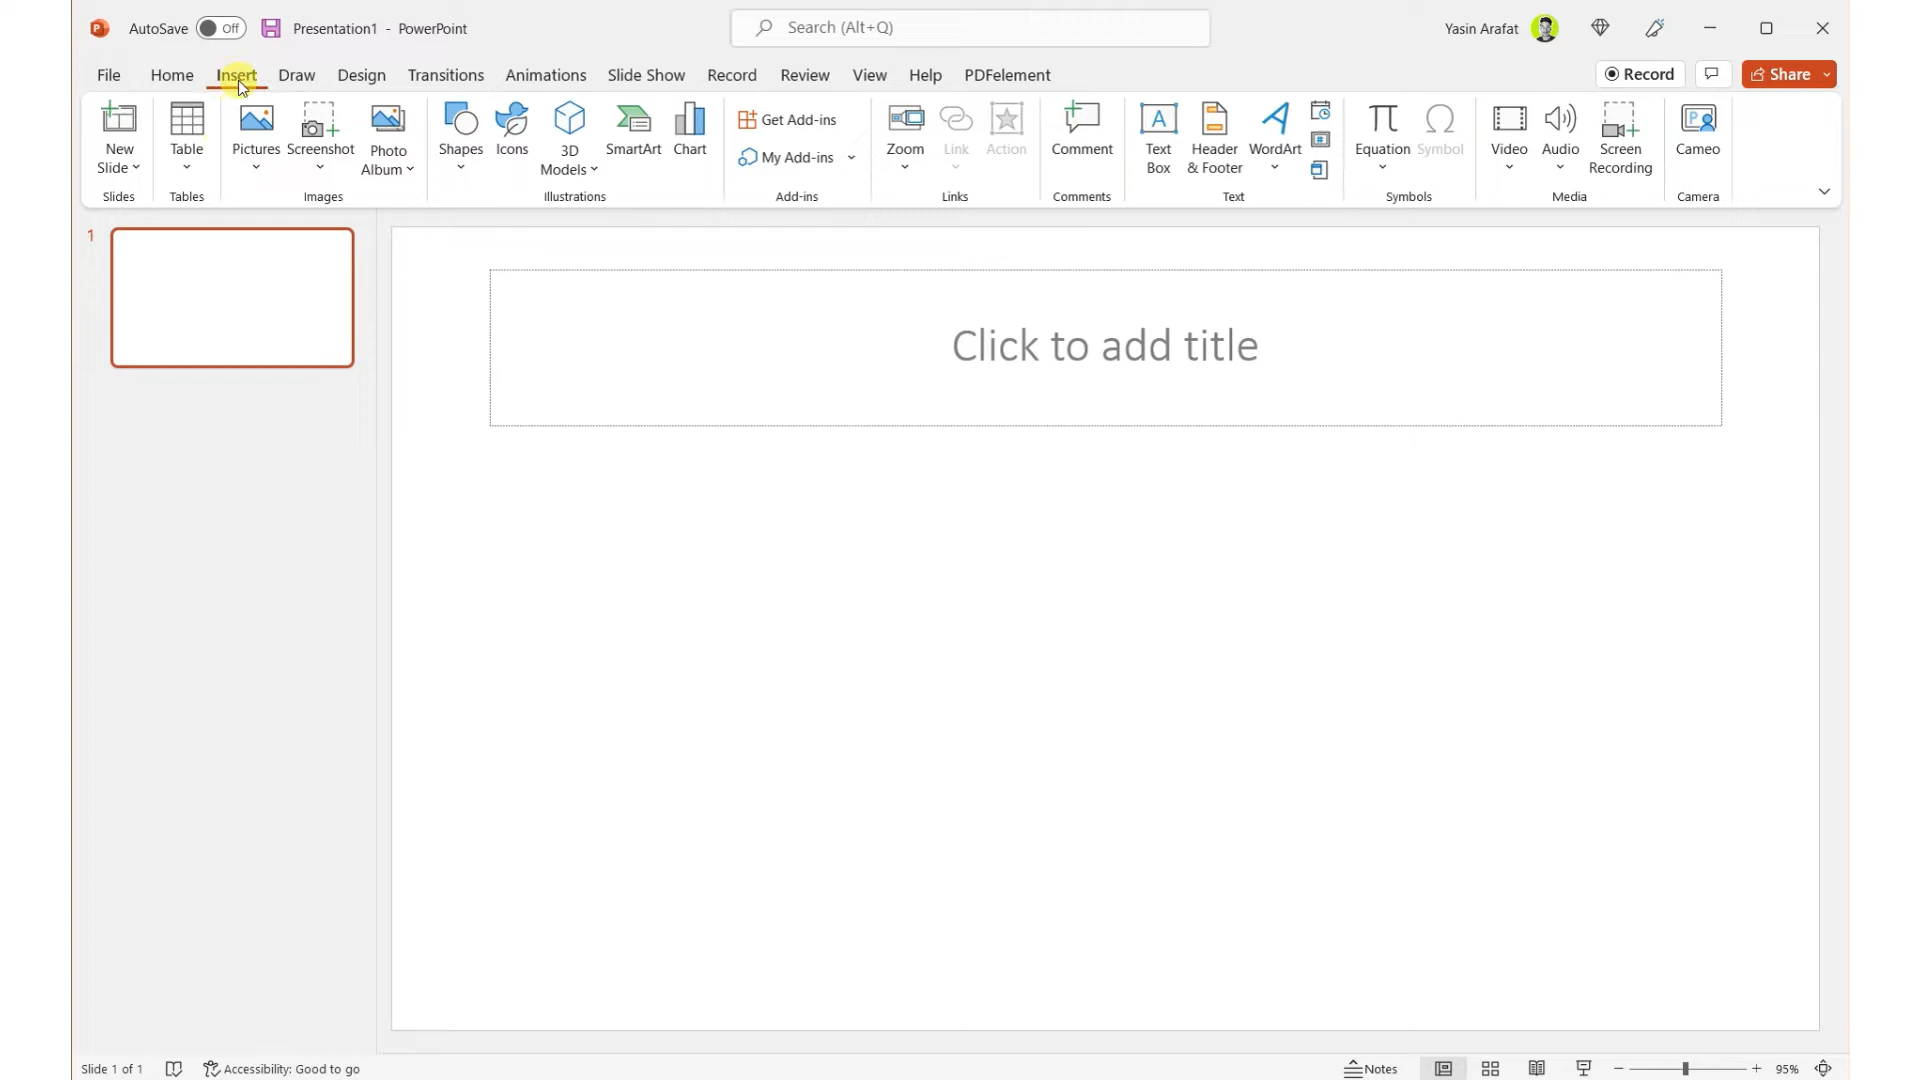 AutoSave Off Presentation1 - PowerPoint Search (Alt+Q) Yasin Arafat
File Home Insert Draw Design Transitions Animations Slide Show Record Review View Help PDFelement Record Share
New Slide
Slides
Table
Tables
Pictures
Screenshot
Photo Album
Images
Shapes
Icons
3D Models
SmartArt
Chart
Illustrations
Get Add-ins
My Add-ins
Add-ins
Zoom
Link
Action
Links
Comment
Comments
Text Box
Header & Footer
WordArt
Text
Equation
Symbol
Symbols
Video
Audio
Screen Recording
Media
Cameo
Camera
1
Click to add title
Slide 1 of 1 Accessibility: Good to go Notes 95%